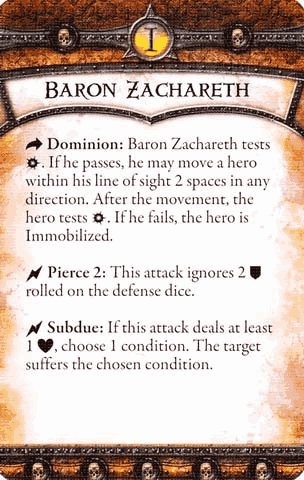 I
BARON ZACHARETH
Dominion: Baron Zachareth tests
. If he passes, he may move a hero
within his line of sight 2 spaces in any
direction. After the movement, the
hero tests . If he fails, the hero is
Immobilized.
Pierce 2: This attack ignores 2
rolled on the defense dice.
Subdue: If this attack deals at least
1 , choose 1 condition. The target
suffers the chosen condition.